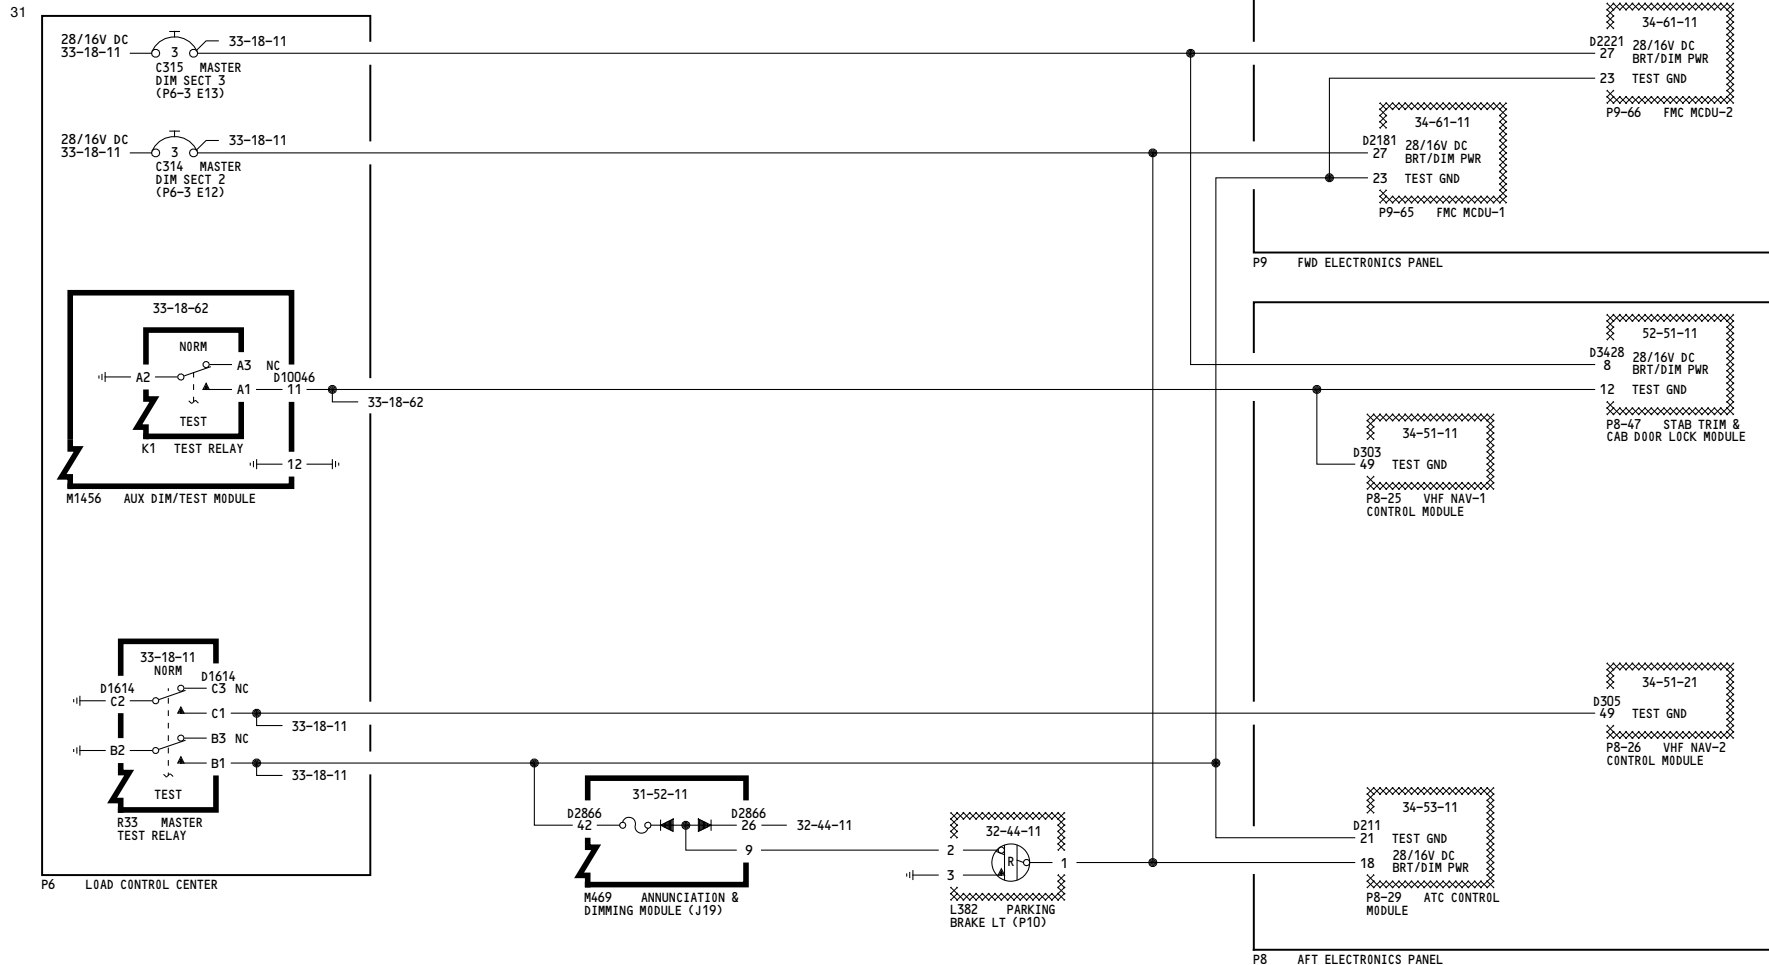 31
28/16V DC
33-18-11
3
33-18-11
C315 MASTER
DIM SECT 3
(P6-3 E13)
28/16V DC
33-18-11
3
33-18-11
C314 MASTER
DIM SECT 2
(P6-3 E12)
33-18-62
NORM
A2
A3 NC
D10046
A1
11
33-18-62
TEST
K1 TEST RELAY
12
M1456 AUX DIM/TEST MODULE
33-18-11
NORM
D1614
D1614
C3 NC
C2
C1
33-18-11
B3 NC
B2
B1
33-18-11
TEST
R33 MASTER
TEST RELAY
P6 LOAD CONTROL CENTER
31-52-11
D2866
42
D2866
26
32-44-11
9
M469 ANNUNCIATION &
DIMMING MODULE (J19)
32-44-11
2
R
1
3
L382 PARKING
BRAKE LT (P10)
34-61-11
D2221
27
28/16V DC
BRT/DIM PWR
23 TEST GND
P9-66 FMC MCDU-2
34-61-11
D2181
27
28/16V DC
BRT/DIM PWR
23 TEST GND
P9-65 FMC MCDU-1
P9 FWD ELECTRONICS PANEL
52-51-11
D3428
8
28/16V DC
BRT/DIM PWR
12 TEST GND
P8-47 STAB TRIM &
CAB DOOR LOCK MODULE
34-51-11
D303
49 TEST GND
P8-25 VHF NAV-1
CONTROL MODULE
34-51-21
D305
49 TEST GND
P8-26 VHF NAV-2
CONTROL MODULE
34-53-11
D211
21 TEST GND
18
28/16V DC
BRT/DIM PWR
P8-29 ATC CONTROL
MODULE
P8 AFT ELECTRONICS PANEL